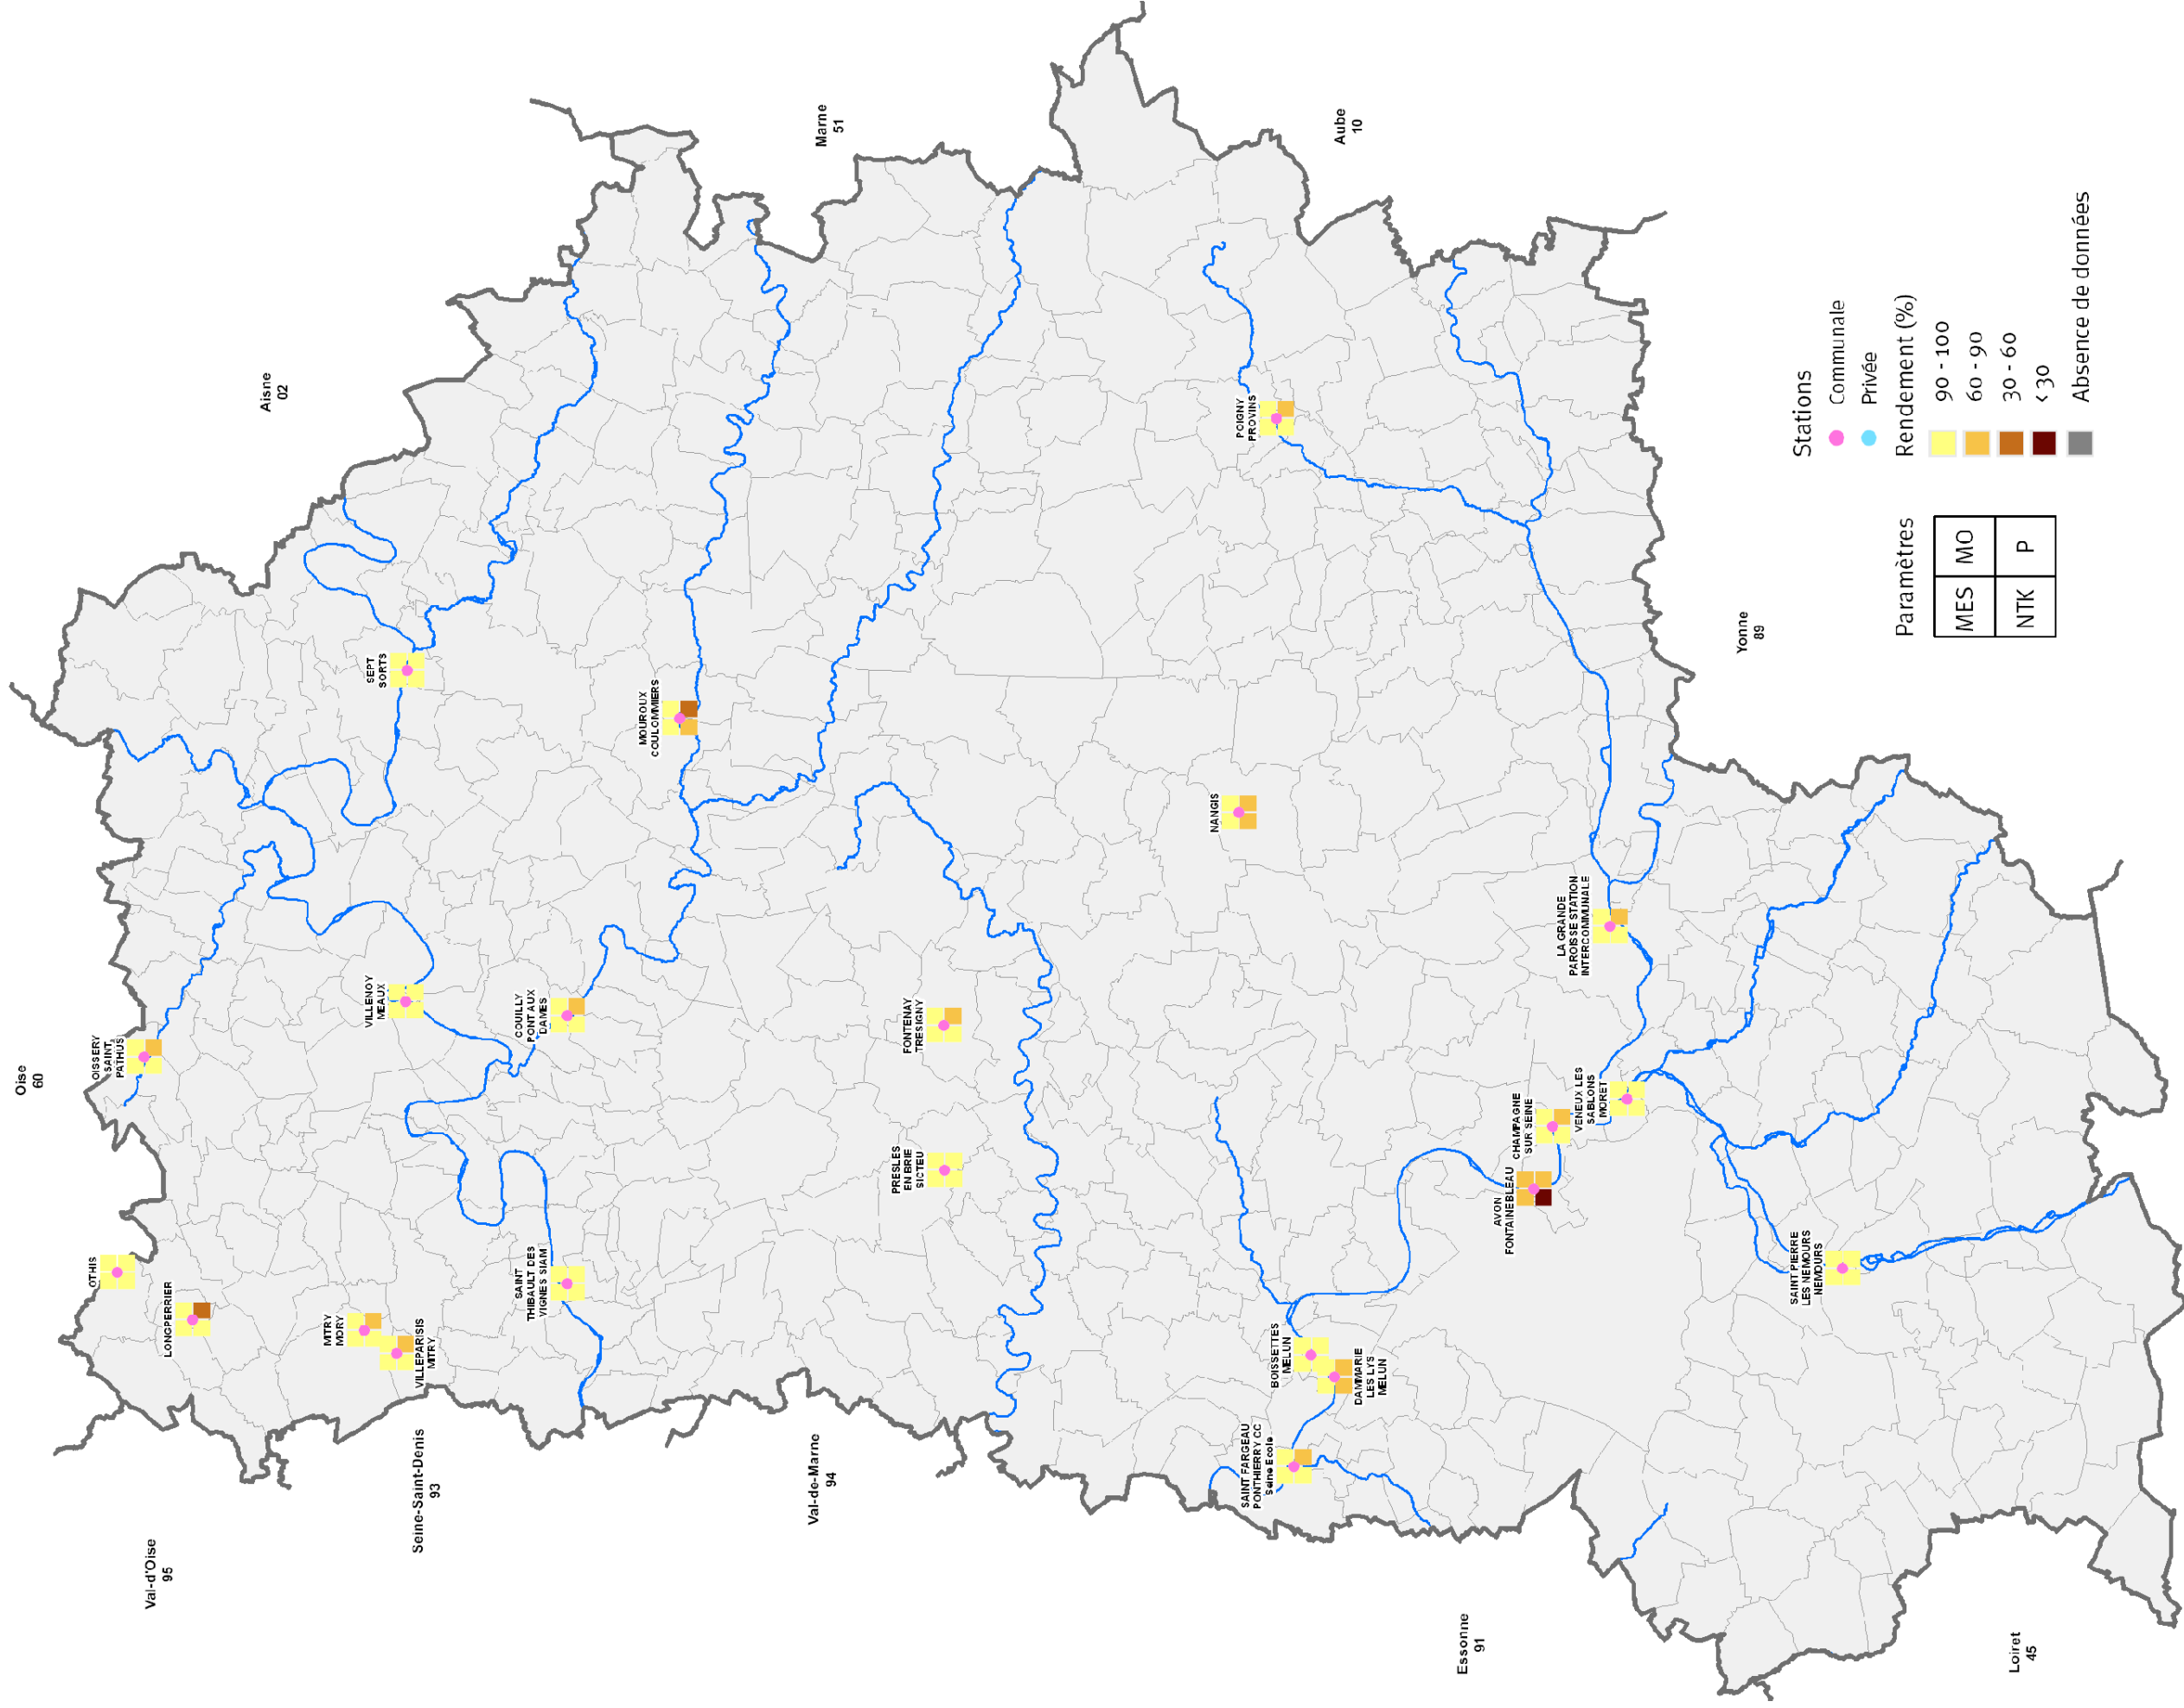 Oise
60
Val-d'Oise
95
Aisne
02
Seine-Saint-Denis
93
Marne
51
Val-de-Marne
94
Aube
10
Essonne
91
Yonne
89
Loiret
45
OTHIS
OISSERY
SAINT
PATHUS
LONGPERRIER
MITRY
MORY
VILLEPARISIS
MITRY
VILLENOY
MEAUX
SEPT
SORTS
SAINT
THIBAULT DES
VIGNES SIAM
COUILLY
PONT AUX
DAMES
MOUROUX
COULOMMIERS
PRESLES
EN BRIE
SICTEU
FONTENAY
TRESIGNY
NANGIS
POIGNY
PROVINS
SAINT FARGEAU
PONTHIERRY CC
Seine Ecole
BOISSETTES
MELUN
DAMMARIE
LES LYS
MELUN
AVON
FONTAINEBLEAU
CHAMPAGNE
SUR SEINE
VENEUX LES
SABLONS
MORET
LA GRANDE
PAROISSE STATION
INTERCOMMUNALE
SAINT PIERRE
LES NEMOURS
NEMOURS
Stations
Communale
Privée
Paramètres
MES MO
NTK P
Rendement (%)
90 - 100
60 - 90
30 - 60
< 30
Absence de données